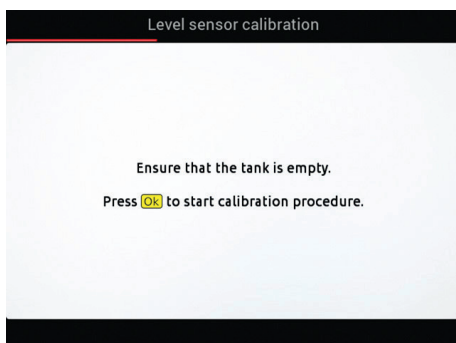 Level sensor calibration
Ensure that the tank is empty.
Press Ok to start calibration procedure.